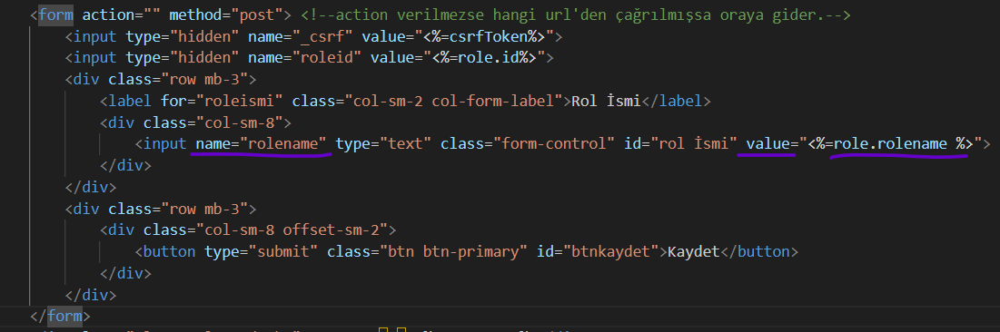 <form action="" method="post"> <!--action verilmezse hangi url'den çağrılmışsa oraya gider.-->
<input type="hidden" name="_csrf" value="<%=csrfToken%>">
<input type="hidden" name="roleid" value="<%=role.id%>">
<div class="row mb-3">
<label for="roleismi" class="col-sm-2 col-form-label">Rol İsmi</label>
<div class="col-sm-8">
<input name="rolename" type="text" class="form-control" id="rol İsmi" value="<%=role.rolename %>">
</div>
</div>
<div class="row mb-3">
<div class="col-sm-8 offset-sm-2">
<button type="submit" class="btn btn-primary" id="btnkaydet">Kaydet</button>
</div>
</div>
</form>